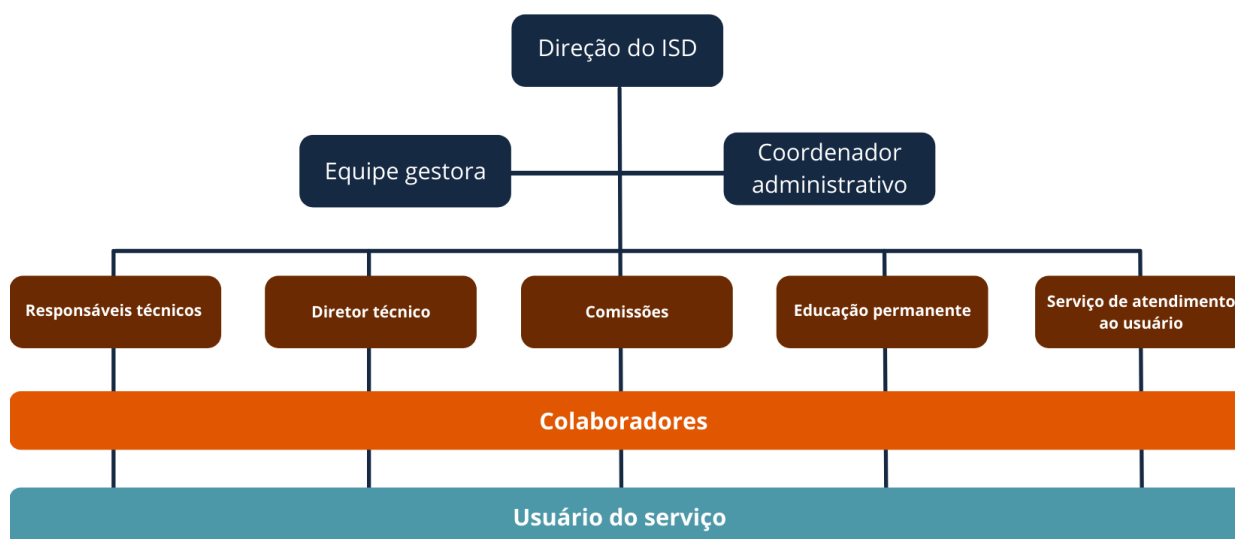 Direção do ISD
Equipe gestora
Coordenador
administrativo
Responsáveis técnicos
Diretor técnico
Comissões
Educação permanente
Serviço de atendimento
ao usuário
Colaboradores
Usuário do serviço